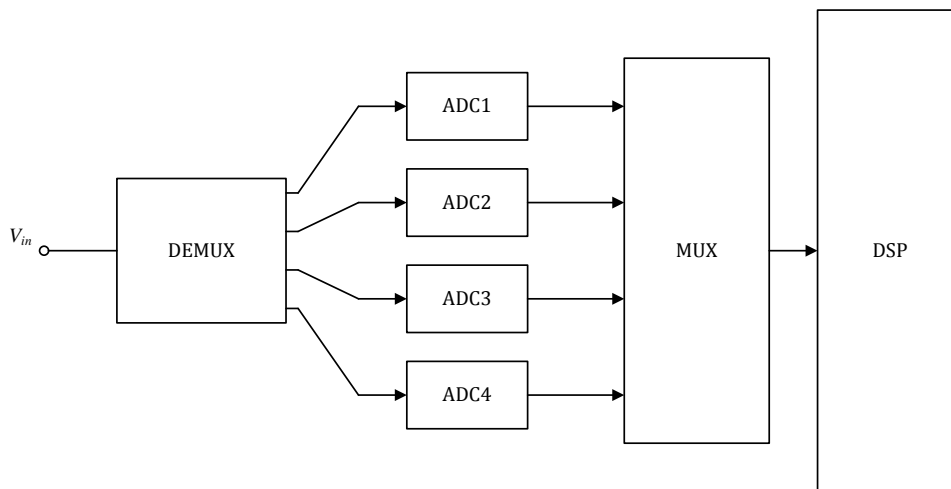 V_in
DEMUX
ADC1
ADC2
ADC3
ADC4
MUX
DSP